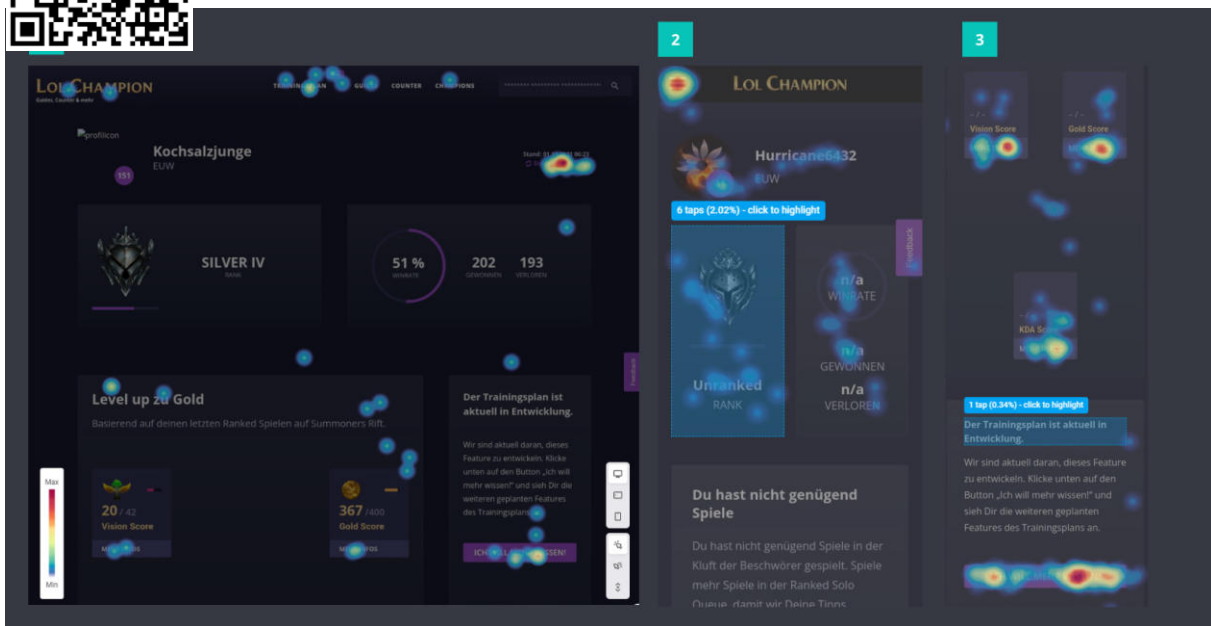 2
3
LOL CHAMPION
Guides, Counter & mehr
COUNTER
Kochsalzjunge
EUW
151
SILVER IV
RANK
51 %
WINRATE
202
GEWONNEN
193
VERLOREN
Feedback
Level up zu Gold
Basierend auf deinen letzten Ranked Spielen auf Summoners Rift.
20 / 42
Vision Score
367 /400
Gold Score
Der Trainingsplan ist
aktuell in Entwicklung.
Wir sind aktuell daran, dieses
Feature zu entwickeln. Klicke
unten auf den Button „Ich will
mehr wissen!" und sieh Dir die
weiteren geplanten Features
des Trainingsplans
Max
Min
LOL CHAMPION
Hurricane6432
EUW
6 taps (2.02%) - click to highlight
Feedback
Unranked
RANK
n/a
WINRATE
n/a
GEWONNEN
n/a
VERLOREN
Du hast nicht genügend
Spiele
Du hast nicht genügend Spiele in der
Kluft der Beschwörer gespielt. Spiele
mehr Spiele in der Ranked Solo
Queue, damit wir Deine Tipps
- / -
Vision Score
- / -
Gold Score
- / -
KDA Score
1 tap (0.34%) - click to highlight
Der Trainingsplan ist aktuell in
Entwicklung.
Wir sind aktuell daran, dieses Feature
zu entwickeln. Klicke unten auf den
Button „Ich will mehr wissen!" und
sieh Dir die weiteren geplanten
Features des Trainingsplans an.